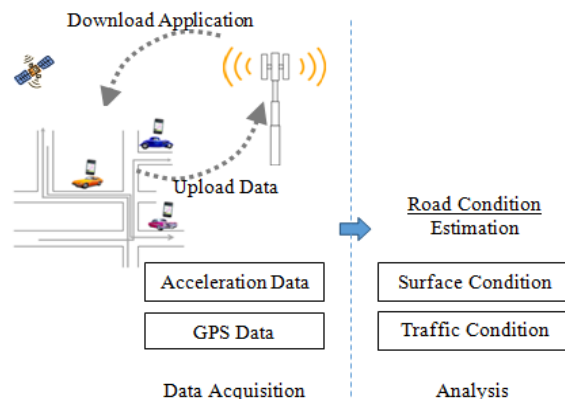 Download Application
Upload Data
Road Condition
Estimation
Acceleration Data
Surface Condition
GPS Data
Traffic Condition
Data Acquisition
Analysis